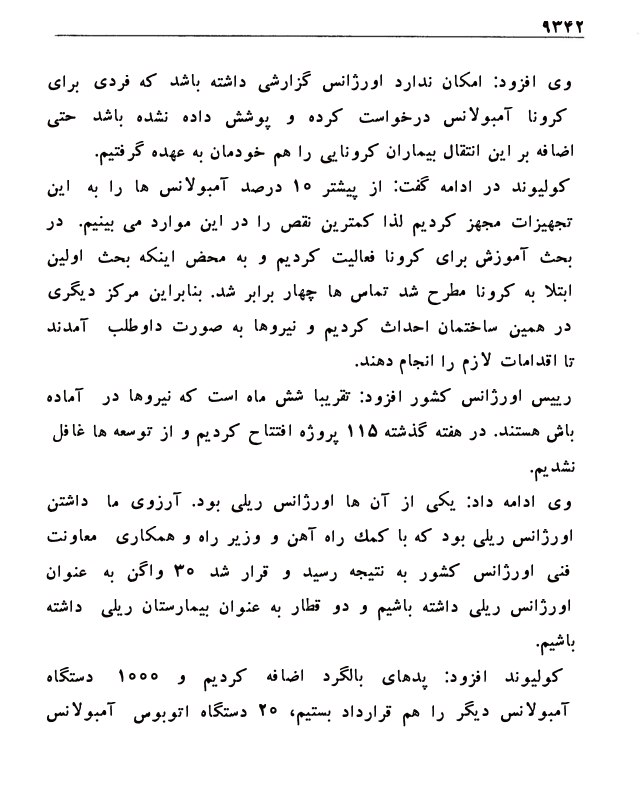 ۹۳۴۲
وی افزود: امکان ندارد اورژانس گزارشی داشته باشد که فردی برای
کرونا آمبولانس درخواست کرده و پوشش داده نشده باشد حتی
اضافه بر این انتقال بیماران کرونایی را هم خودمان به عهده گرفتیم.
کولیوند در ادامه گفت: از پیشتر ۱۰ درصد آمبولانس ها را به این
تجهیزات مجهز کردیم لذا کمترین نقص را در این موارد می بینیم. در
بحث آموزش برای کرونا فعالیت کردیم و به محض اینکه بحث اولین
ابتلا به کرونا مطرح شد تماس ها چهار برابر شد. بنابراین مرکز دیگری
در همین ساختمان احداث کردیم و نیروها به صورت داوطلب آمدند
تا اقدامات لازم را انجام دهند.
رییس اورژانس کشور افزود: تقریبا شش ماه است که نیروها در آماده
باش هستند. در هفته گذشته ۱۱۵ پروژه افتتاح کردیم و از توسعه ها غافل
نشدیم.
وی ادامه داد: یکی از آن ها اورژانس ریلی بود. آرزوی ما داشتن
اورژانس ریلی بود که با کمك راه آهن و وزیر راه و همکاری معاونت
فنی اورژانس کشور به نتیجه رسید و قرار شد ۳۰ واگن به عنوان
اورژانس ریلی داشته باشیم و دو قطار به عنوان بیمارستان ریلی داشته
باشیم.
کولیوند افزود: پدهای بالگرد اضافه کردیم و ۱۰۰۰ دستگاه
آمبولانس دیگر را هم قرارداد بستیم، ۲۰ دستگاه اتوبوس آمبولانس